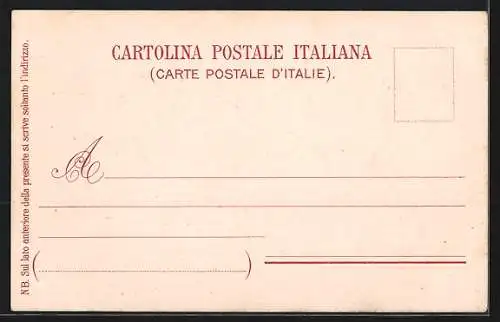 CARTOLINA POSTALE ITALIANA
(CARTE POSTALE D'ITALIE).
A
NB. Sul lato anteriore della presente si scrive soltanto l'indirizzo.